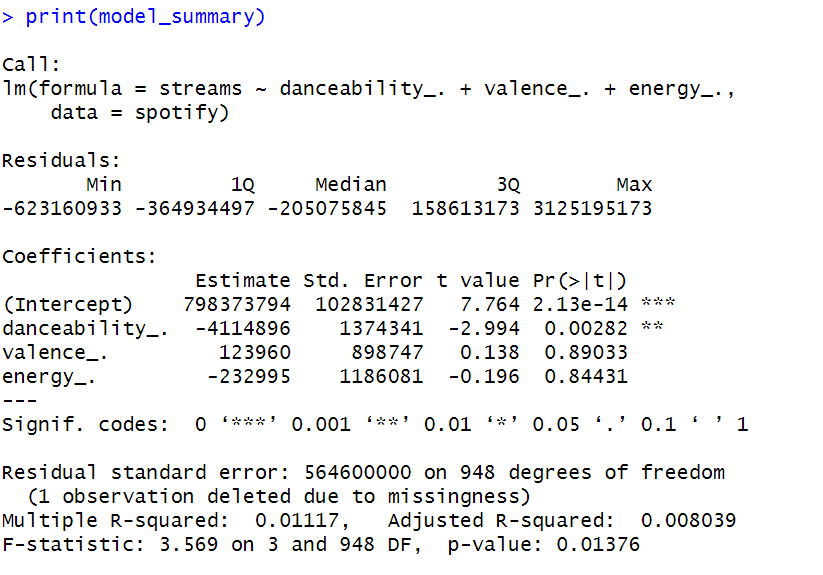 > print(model_summary)
Call:
lm(formula = streams ~ danceability_. + valence_. + energy_.,
    data = spotify)
Residuals:
       Min         1Q     Median         3Q        Max
-623160933 -364934497 -205075845  158613173 3125195173
Coefficients:
                Estimate Std. Error t value Pr(>|t|)
(Intercept)    798373794  102831427   7.764 2.13e-14 ***
danceability_.  -4114896    1374341  -2.994  0.00282 **
valence_.         123960     898747   0.138  0.89033
energy_.         -232995    1186081  -0.196  0.84431
---
Signif. codes:  0 ‘***’ 0.001 ‘**’ 0.01 ‘*’ 0.05 ‘.’ 0.1 ‘ ’ 1
Residual standard error: 564600000 on 948 degrees of freedom
  (1 observation deleted due to missingness)
Multiple R-squared:  0.01117,   Adjusted R-squared:  0.008039
F-statistic: 3.569 on 3 and 948 DF,  p-value: 0.01376